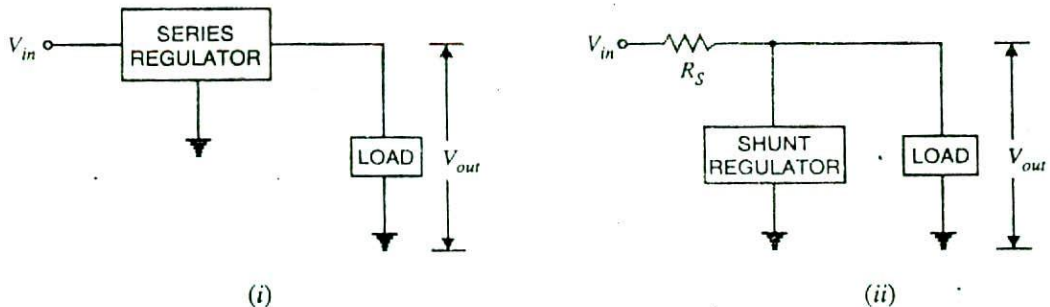 V_in
SERIES
REGULATOR
LOAD
V_out
(i)
V_in
R_S
SHUNT
REGULATOR
LOAD
V_out
(ii)